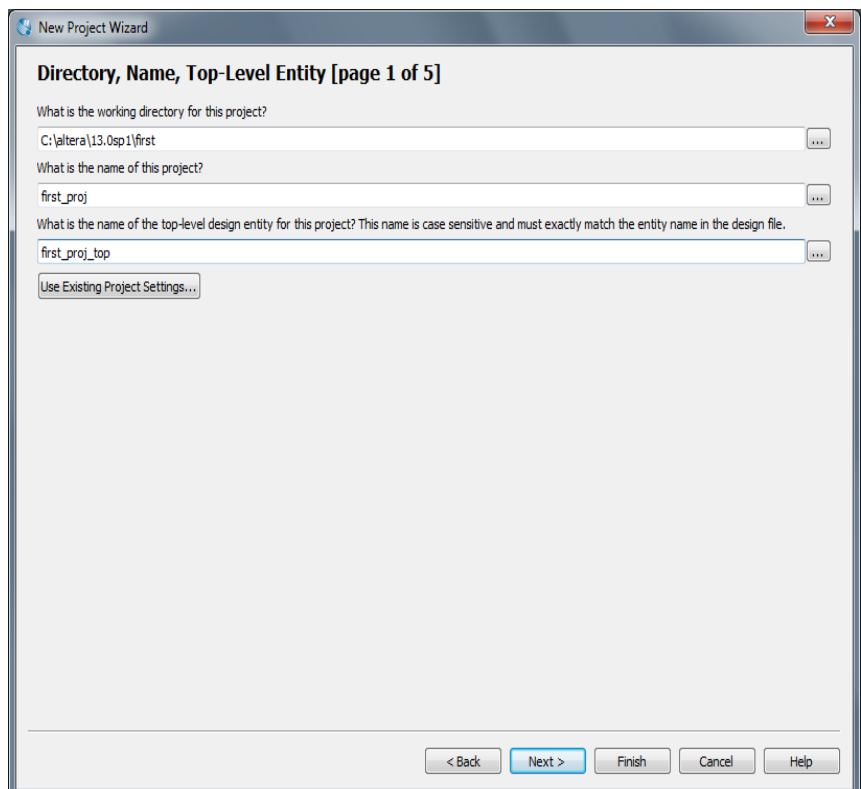 New Project Wizard
Directory, Name, Top-Level Entity [page 1 of 5]
What is the working directory for this project?
C:\altera\13.0sp1\first
...
What is the name of this project?
first_proj
...
What is the name of the top-level design entity for this project? This name is case sensitive and must exactly match the entity name in the design file.
first_proj_top
...
Use Existing Project Settings...
< Back
Next >
Finish
Cancel
Help